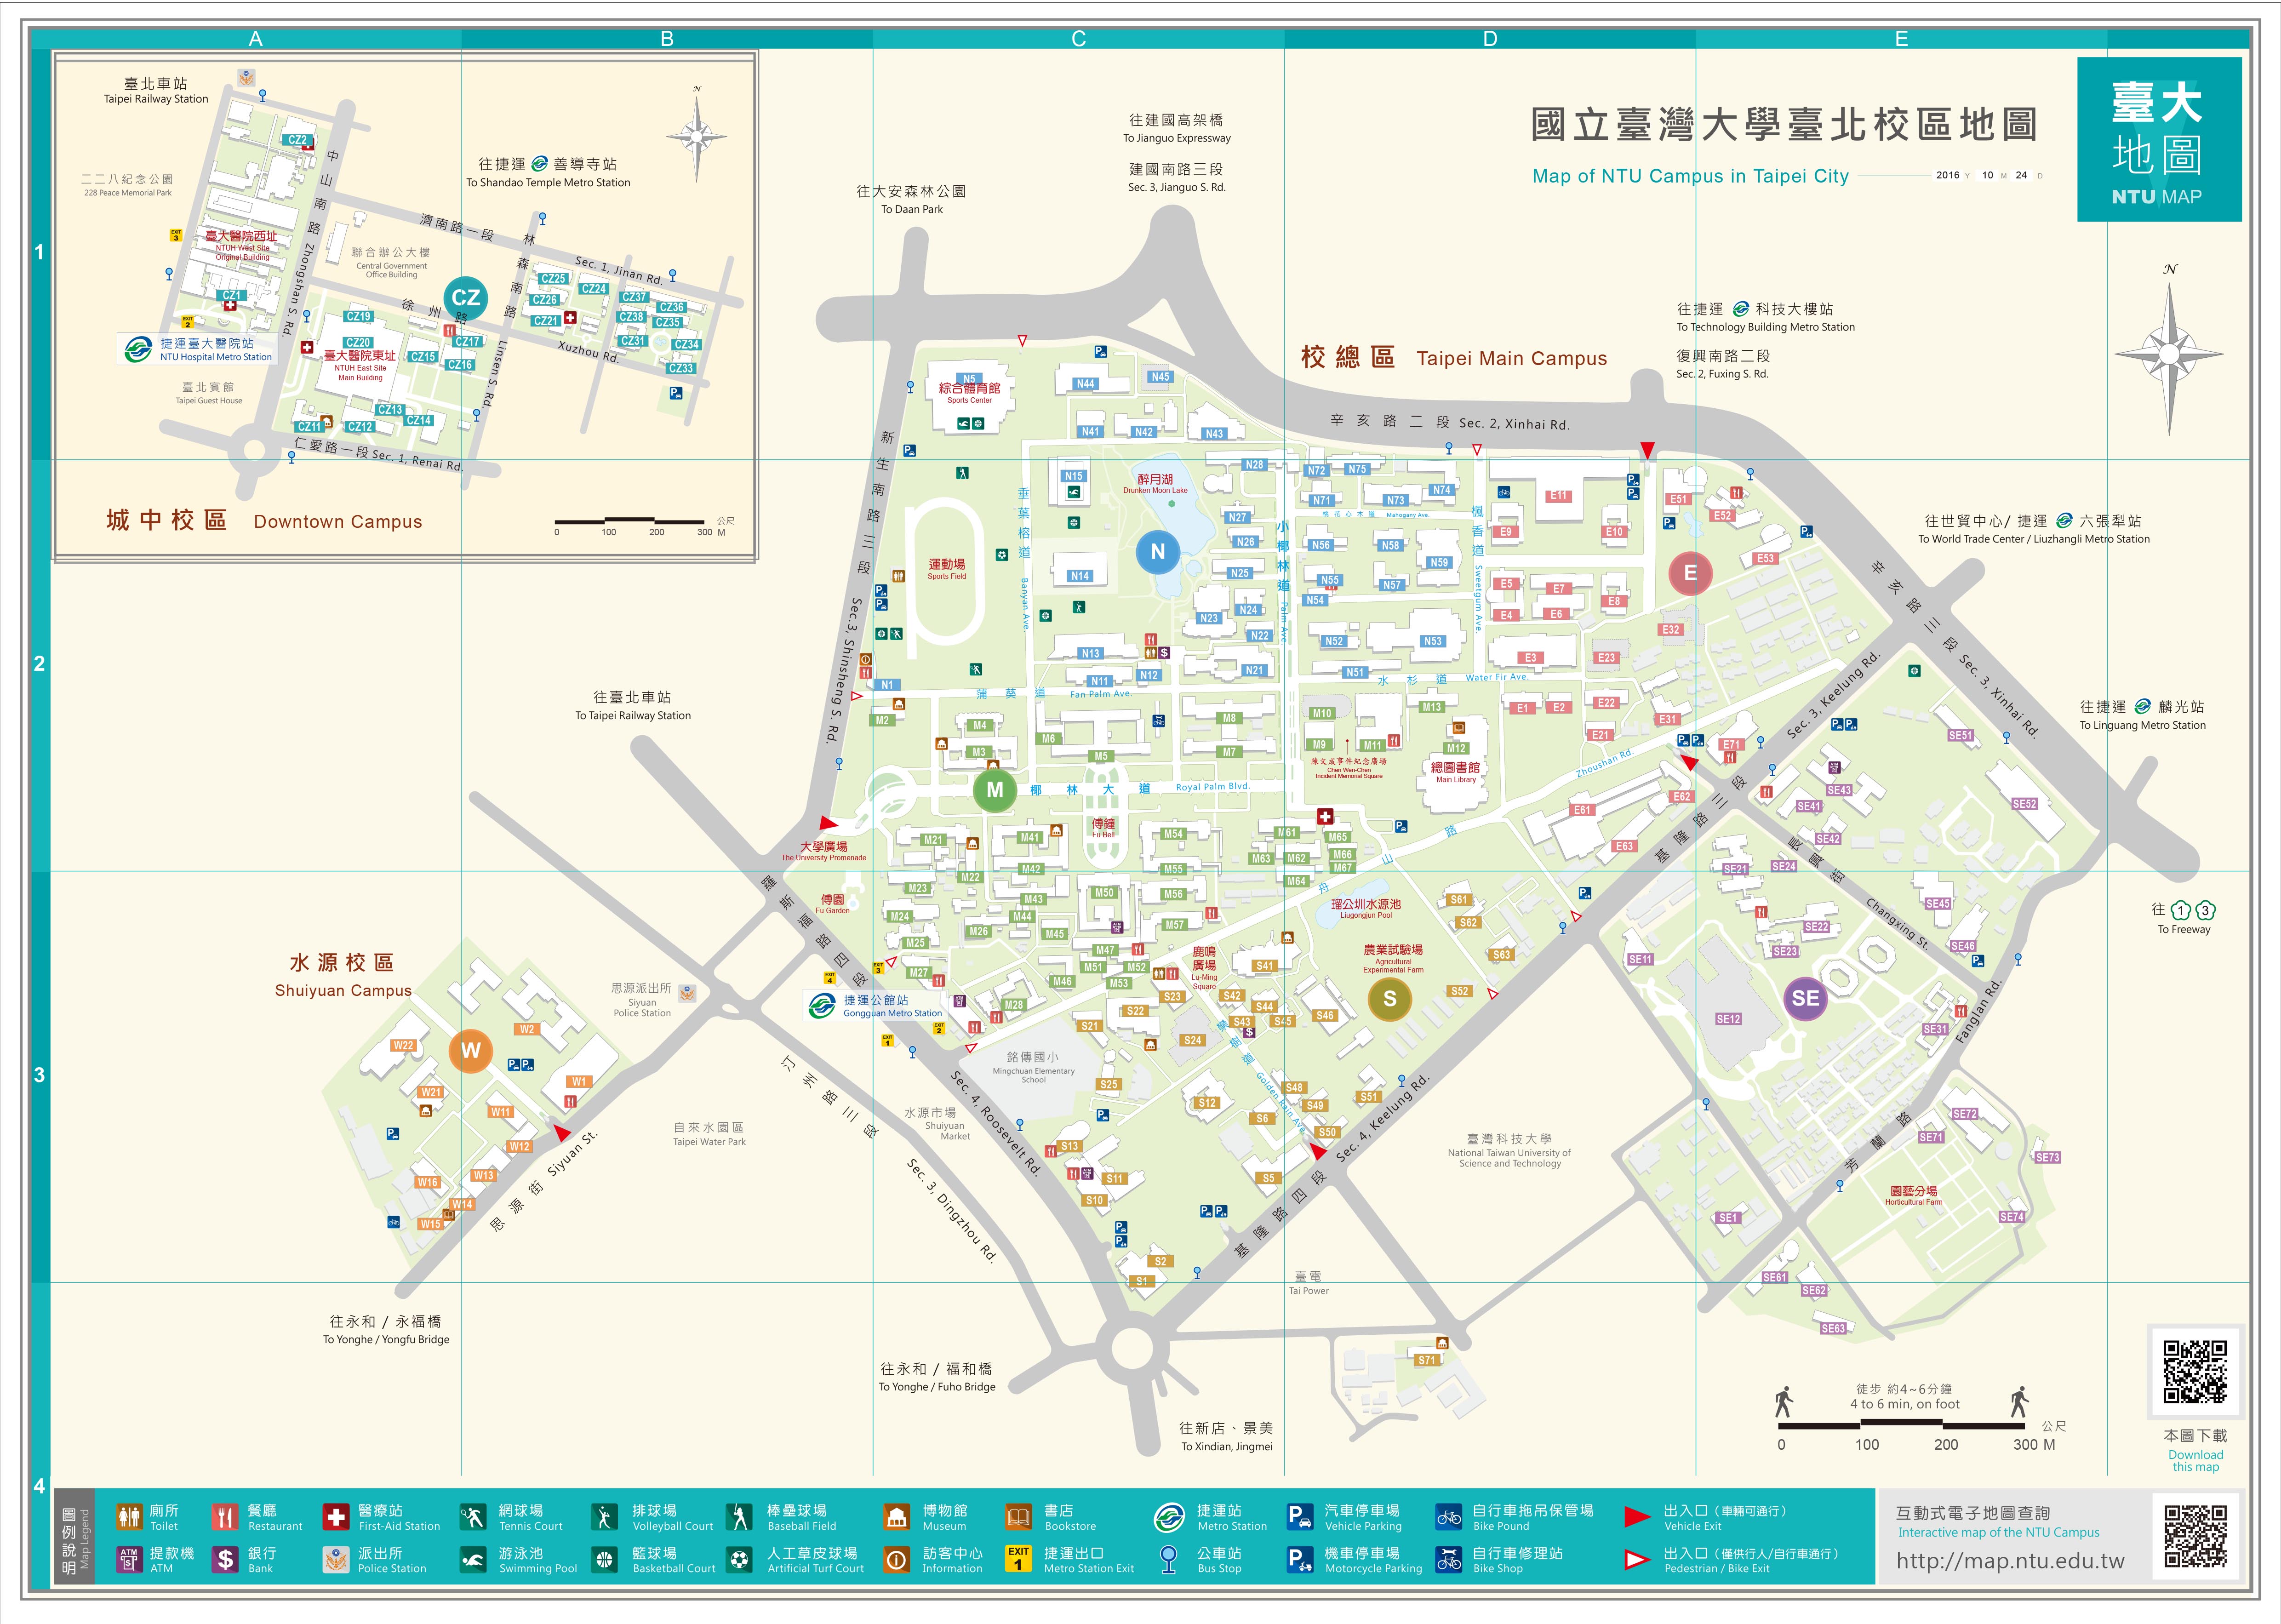 A
B
C
D
E
1
2
3
4
國立臺灣大學臺北校區地圖
Map of NTU Campus in Taipei City
2016 Y 10 M 24 D
臺大
地圖
NTU MAP
臺北車站
Taipei Railway Station
二二八紀念公園
228 Peace Memorial Park
往捷運 善導寺站
To Shandao Temple Metro Station
N
中山南路 Zhongshan S. Rd.
濟南路一段 Sec. 1, Jinan Rd.
林森南路 Linsen S. Rd.
徐州路 Xuzhou Rd.
仁愛路一段 Sec. 1, Renai Rd.
聯合辦公大樓
Central Government
Office Building
臺大醫院西址
NTUH West Site
Original Building
臺大醫院東址
NTUH East Site
Main Building
捷運臺大醫院站
NTU Hospital Metro Station
臺北賓館
Taipei Guest House
EXIT 3
EXIT 2
CZ
CZ2
CZ1
CZ19
CZ20
CZ15
CZ17
CZ16
CZ13
CZ14
CZ11
CZ12
CZ25
CZ24
CZ26
CZ21
CZ37
CZ36
CZ38
CZ35
CZ31
CZ34
CZ33
城中校區 Downtown Campus
0 100 200 300 公尺 M
往大安森林公園
To Daan Park
往建國高架橋
To Jianguo Expressway
建國南路三段
Sec. 3, Jianguo S. Rd.
往捷運 科技大樓站
To Technology Building Metro Station
復興南路二段
Sec. 2, Fuxing S. Rd.
N
校總區 Taipei Main Campus
辛亥路二段 Sec. 2, Xinhai Rd.
往世貿中心/ 捷運 六張犁站
To World Trade Center / Liuzhangli Metro Station
辛亥路三段 Sec. 3, Xinhai Rd.
往捷運 麟光站
To Linguang Metro Station
往 1 3
To Freeway
新生南路三段 Sec.3, Shinsheng S. Rd.
綜合體育館
Sports Center
N5
N44
N45
N41
N42
N43
N15
醉月湖
Drunken Moon Lake
N28
N27
N26
N25
N24
N23
N22
N21
N14
N13
N12
N11
N1
N
運動場
Sports Field
垂葉榕道 Banyan Ave.
小椰林道 Palm Ave.
楓香道 Sweetgum Ave.
桃花心木道 Mahogany Ave.
蒲葵道 Fan Palm Ave.
水杉道 Water Fir Ave.
椰林大道 Royal Palm Blvd.
舟山路 Zhoushan Rd.
N72
N75
N71
N73
N74
N56
N58
N59
N55
N57
N54
N52
N53
N51
E11
E51
E52
E53
E9
E10
E
E5
E7
E8
E4
E6
E32
E3
E23
E1
E2
E22
E31
E21
E71
E61
E62
E63
M2
M4
M3
M6
M5
M8
M7
M10
M9
M11
M13
M12
陳文成事件紀念廣場
Chen Wen-Chen
Incident Memorial Square
總圖書館
Main Library
M
傅鐘
Fu Bell
大學廣場
The University Promenade
傅園
Fu Garden
M21
M41
M54
M61
M65
M66
M67
M63
M62
M64
M22
M42
M55
M23
M43
M50
M56
M24
M44
M26
M45
M57
M25
M47
M27
M51
M52
M46
M53
M28
瑠公圳水源池
Liugongjun Pool
農業試驗場
Agricultural
Experimental Farm
鹿鳴
廣場
Lu-Ming
Square
S
S61
S62
S63
S52
S41
S42
S44
S43
S45
S46
S23
S22
S21
S24
S25
S12
S48
S49
S51
S6
S50
S5
S13
S11
S10
S2
S1
S71
Golden Rain Ave.
往臺北車站
To Taipei Railway Station
羅斯福路四段 Sec. 4, Roosevelt Rd.
捷運公館站
Gongguan Metro Station
EXIT 4
EXIT 3
EXIT 2
EXIT 1
銘傳國小
Mingchuan Elementary
School
思源派出所
Siyuan
Police Station
水源市場
Shuiyuan
Market
自來水園區
Taipei Water Park
汀州路三段 Sec. 3, Dingzhou Rd.
水源校區
Shuiyuan Campus
W
W2
W22
W1
W21
W11
W12
W13
W16
W14
W15
思源街 Siyuan St.
往永和 / 永福橋
To Yonghe / Yongfu Bridge
往永和 / 福和橋
To Yonghe / Fuho Bridge
往新店、景美
To Xindian, Jingmei
基隆路三段 Sec. 3, Keelung Rd.
基隆路四段 Sec. 4, Keelung Rd.
臺灣科技大學
National Taiwan University of
Science and Technology
臺電
Tai Power
長興街 Changxing St.
芳蘭路 Fanglan Rd.
SE
SE51
SE52
SE43
SE41
SE42
SE21
SE24
SE45
SE22
SE23
SE46
SE11
SE12
SE31
SE72
SE71
SE73
SE74
SE1
SE61
SE62
SE63
園藝分場
Horticultural Farm
徒步 約4~6分鐘
4 to 6 min, on foot
0 100 200 300 M 公尺
本圖下載
Download
this map
圖例說明 Map Legend
廁所 Toilet
餐廳 Restaurant
醫療站 First-Aid Station
網球場 Tennis Court
排球場 Volleyball Court
棒壘球場 Baseball Field
博物館 Museum
書店 Bookstore
捷運站 Metro Station
汽車停車場 Vehicle Parking
自行車拖吊保管場 Bike Pound
出入口（車輛可通行） Vehicle Exit
ATM 提款機 ATM
銀行 Bank
派出所 Police Station
游泳池 Swimming Pool
籃球場 Basketball Court
人工草皮球場 Artificial Turf Court
訪客中心 Information
EXIT 1 捷運出口 Metro Station Exit
公車站 Bus Stop
機車停車場 Motorcycle Parking
自行車修理站 Bike Shop
出入口（僅供行人/自行車通行） Pedestrian / Bike Exit
互動式電子地圖查詢
Interactive map of the NTU Campus
http://map.ntu.edu.tw